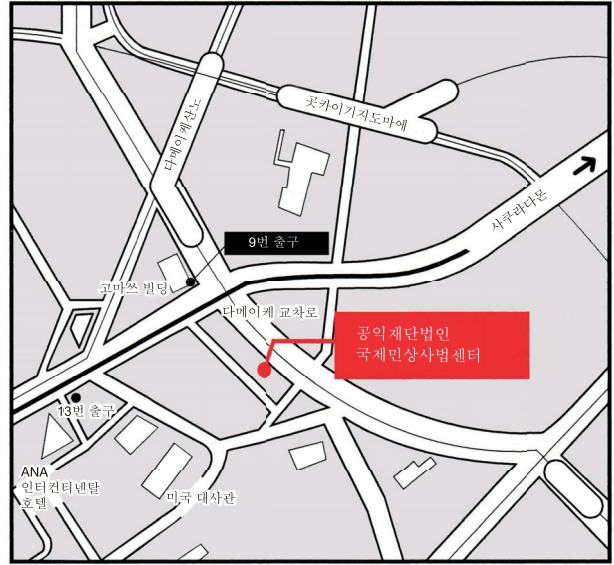 곳카이기지도마에
다메이케산노
사쿠라다몬
9번 출구
고마쓰 빌딩
다메이케 교차로
공익재단법인
국제민상사법센터
13번 출구
ANA
인터컨티넨탈
호텔
미국 대사관